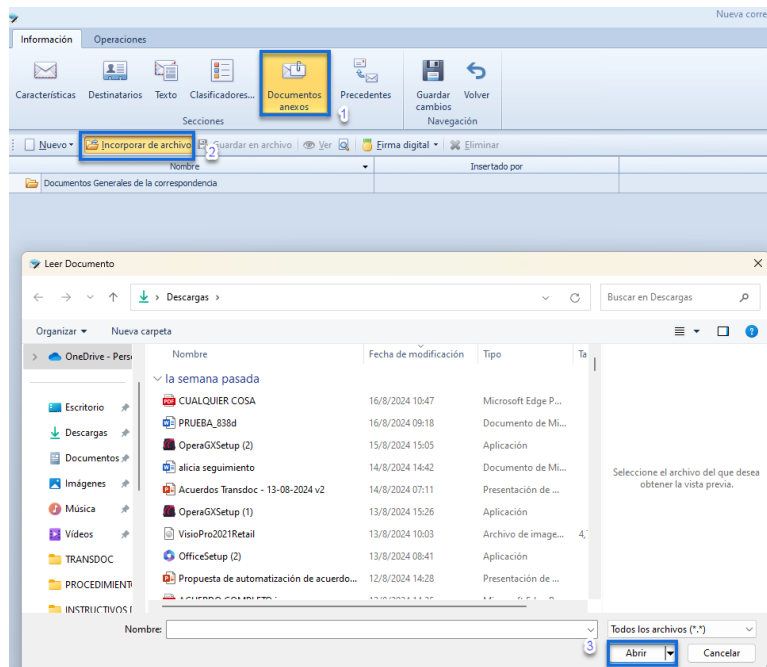 Nueva corre
Información Operaciones
Características Destinatarios Texto Clasificadores... Documentos anexos Precedentes Guardar cambios Volver
1
Secciones Navegación
Nuevo Incorporar de archivo Guardar en archivo Ver Firma digital Eliminar
2
Nombre Insertado por
Documentos Generales de la correspondencia
Leer Documento
Descargas Buscar en Descargas
Organizar Nueva carpeta
OneDrive - Perso Nombre Fecha de modificación Tipo Ta
la semana pasada
CUALQUIER COSA 16/8/2024 10:47 Microsoft Edge P...
Escritorio PRUEBA_838d 16/8/2024 09:18 Documento de Mi...
Descargas OperaGXSetup (2) 15/8/2024 15:05 Aplicación
Documentos alicia seguimiento 14/8/2024 14:42 Documento de Mi...
Seleccione el archivo del que desea obtener la vista previa.
Imágenes Acuerdos Transdoc - 13-08-2024 v2 14/8/2024 07:11 Presentación de ...
Música OperaGXSetup (1) 13/8/2024 15:26 Aplicación
Vídeos VisioPro2021Retail 13/8/2024 10:03 Archivo de image... 4,
TRANSDOC OfficeSetup (2) 13/8/2024 08:41 Aplicación
PROCEDIMIENT Propuesta de automatización de acuerdo... 12/8/2024 14:28 Presentación de ...
INSTRUCTIVOS
Nombre: Todos los archivos (*.*)
3
Abrir Cancelar